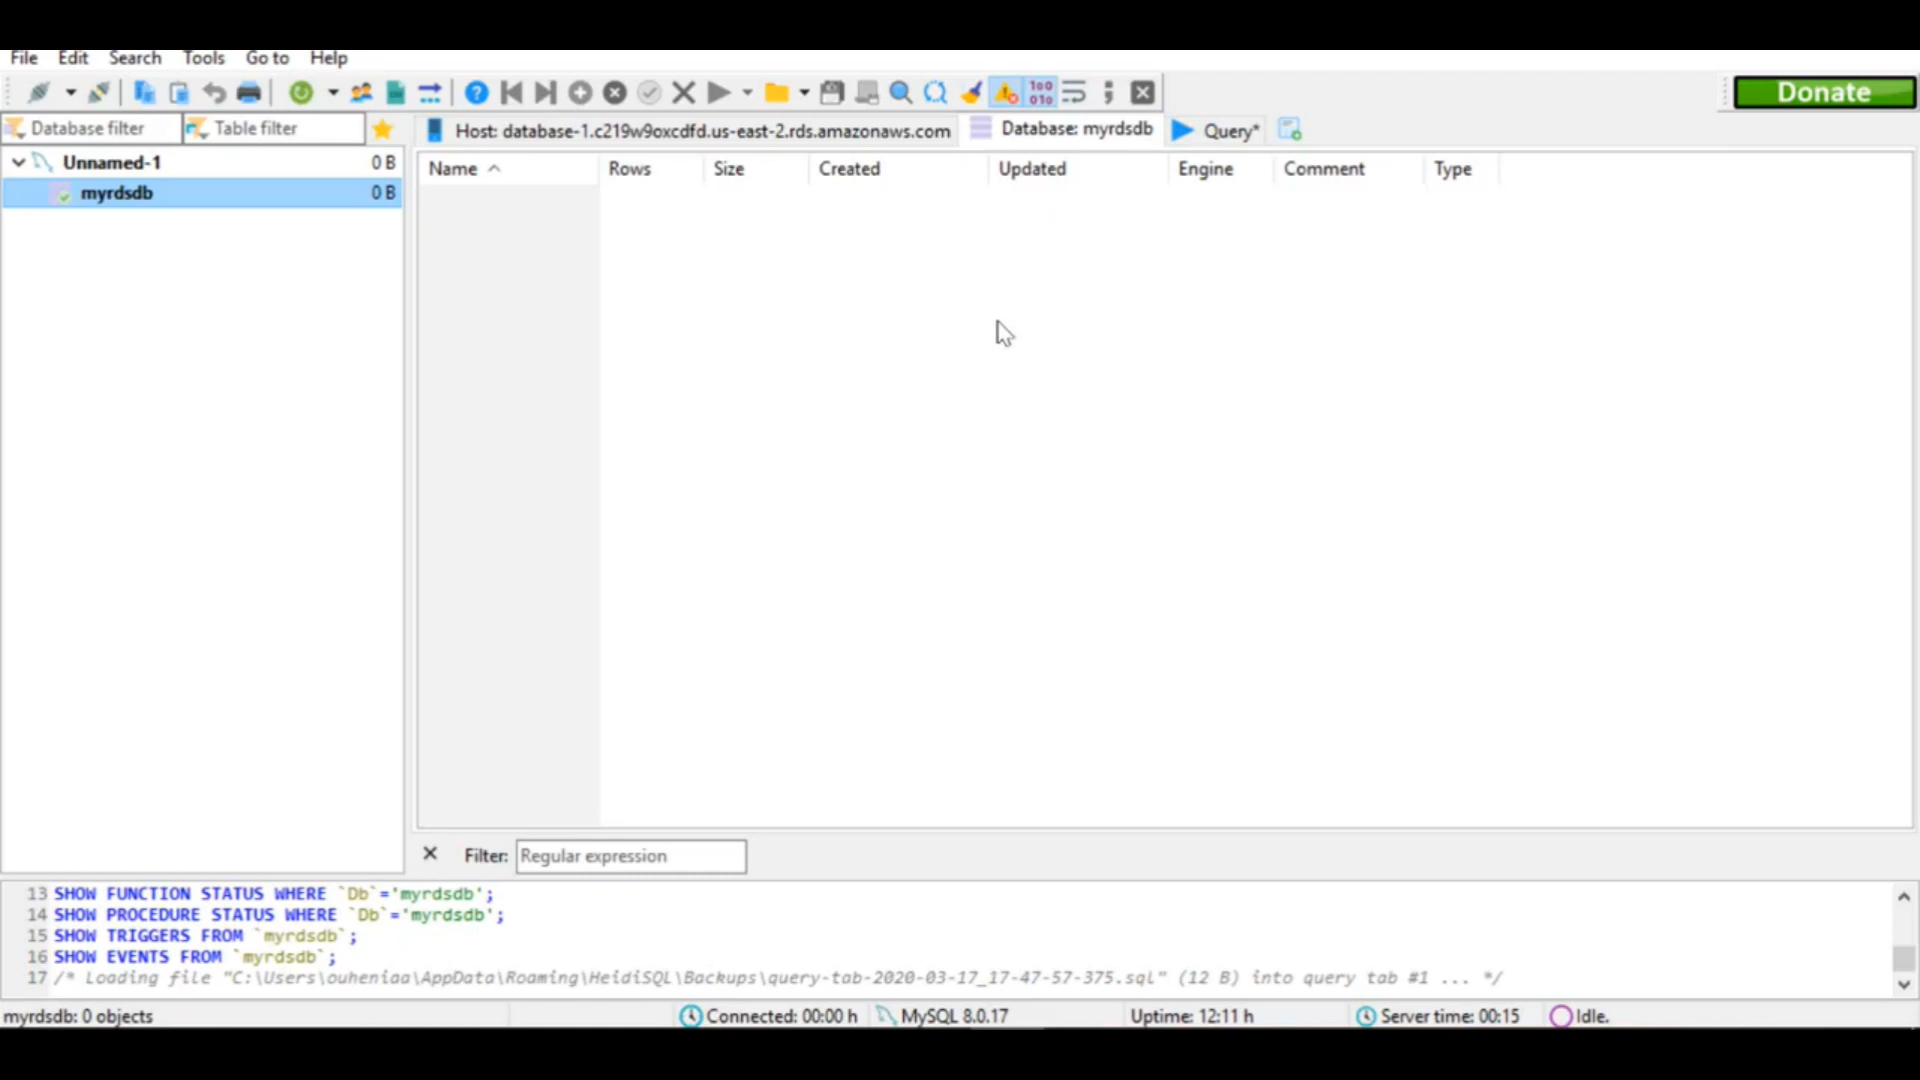 File Edit Search Tools Go to Help
100
010
Donate
Database filter Table filter Host: database-1.c219w9oxcdfd.us-east-2.rds.amazonaws.com Database: myrdsdb Query*
Unnamed-1 0 B
myrdsdb 0 B
Name Rows Size Created Updated Engine Comment Type
Filter: Regular expression
13 SHOW FUNCTION STATUS WHERE `Db`='myrdsdb';
14 SHOW PROCEDURE STATUS WHERE `Db`='myrdsdb';
15 SHOW TRIGGERS FROM `myrdsdb`;
16 SHOW EVENTS FROM `myrdsdb`;
17 /* Loading file "C:\Users\ouheniaa\AppData\Roaming\HeidiSQL\Backups\query-tab-2020-03-17_17-47-57-375.sql" (12 B) into query tab #1 ... */
myrdsdb: 0 objects Connected: 00:00 h MySQL 8.0.17 Uptime: 12:11 h Server time: 00:15 Idle.